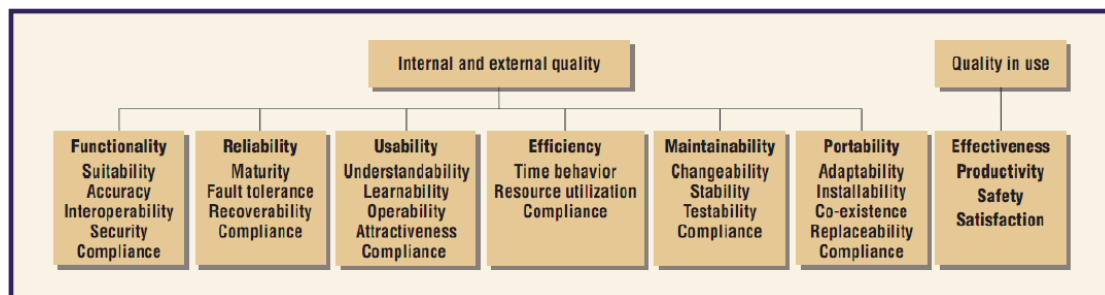 Internal and external quality
Quality in use
Functionality
Suitability
Accuracy
Interoperability
Security
Compliance
Reliability
Maturity
Fault tolerance
Recoverability
Compliance
Usability
Understandability
Learnability
Operability
Attractiveness
Compliance
Efficiency
Time behavior
Resource utilization
Compliance
Maintainability
Changeability
Stability
Testability
Compliance
Portability
Adaptability
Installability
Co-existence
Replaceability
Compliance
Effectiveness
Productivity
Safety
Satisfaction